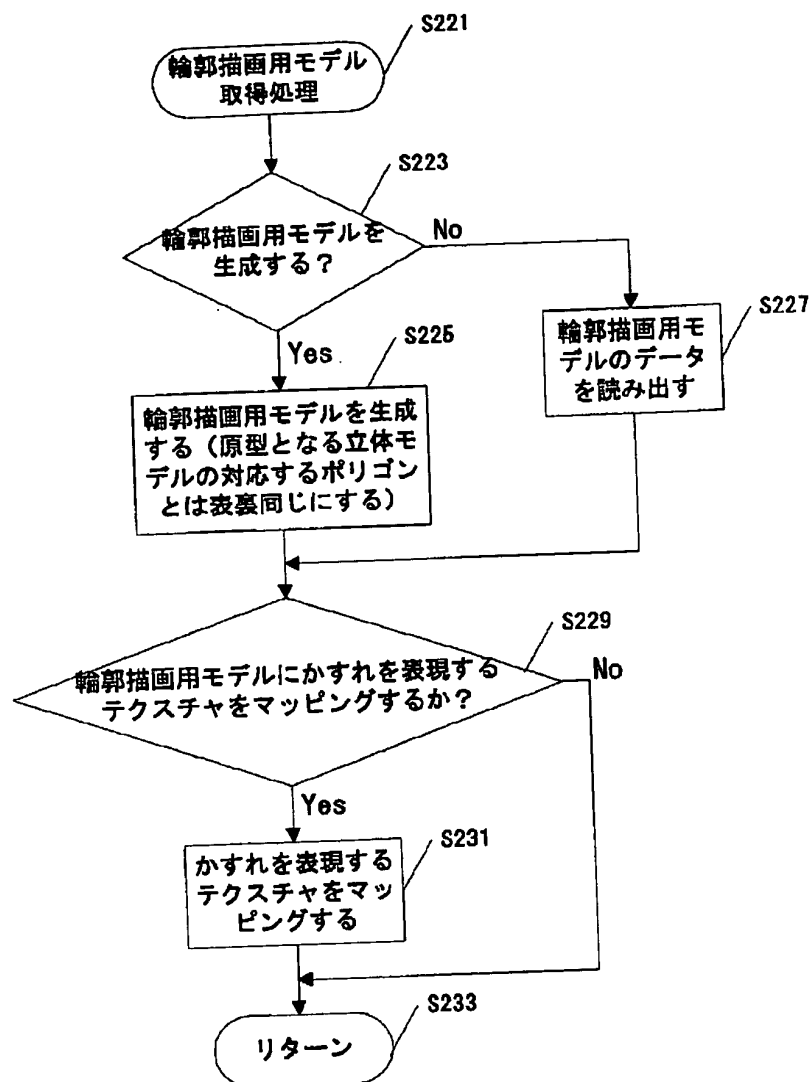 S221
輪郭描画用モデル
取得処理
S223
輪郭描画用モデルを
生成する?
No
Yes
S225
輪郭描画用モデルを生成
する（原型となる立体モ
デルの対応するポリゴン
とは表裏同じにする）
S227
輪郭描画用モ
デルのデータ
を読み出す
S229
輪郭描画用モデルにかすれを表現する
テクスチャをマッピングするか?
No
Yes
S231
かすれを表現する
テクスチャをマッ
ピングする
S233
リターン